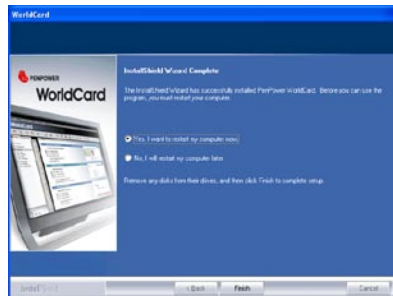 WorldCard
PENPOWER
WorldCard
InstallShield Wizard Complete
The InstallShield Wizard has successfully installed PenPower WorldCard. Before you can use the
program, you must restart your computer.
Yes, I want to restart my computer now.
No, I will restart my computer later.
Remove any disks from their drives, and then click Finish to complete setup.
InstallShield
< Back
Finish
Cancel